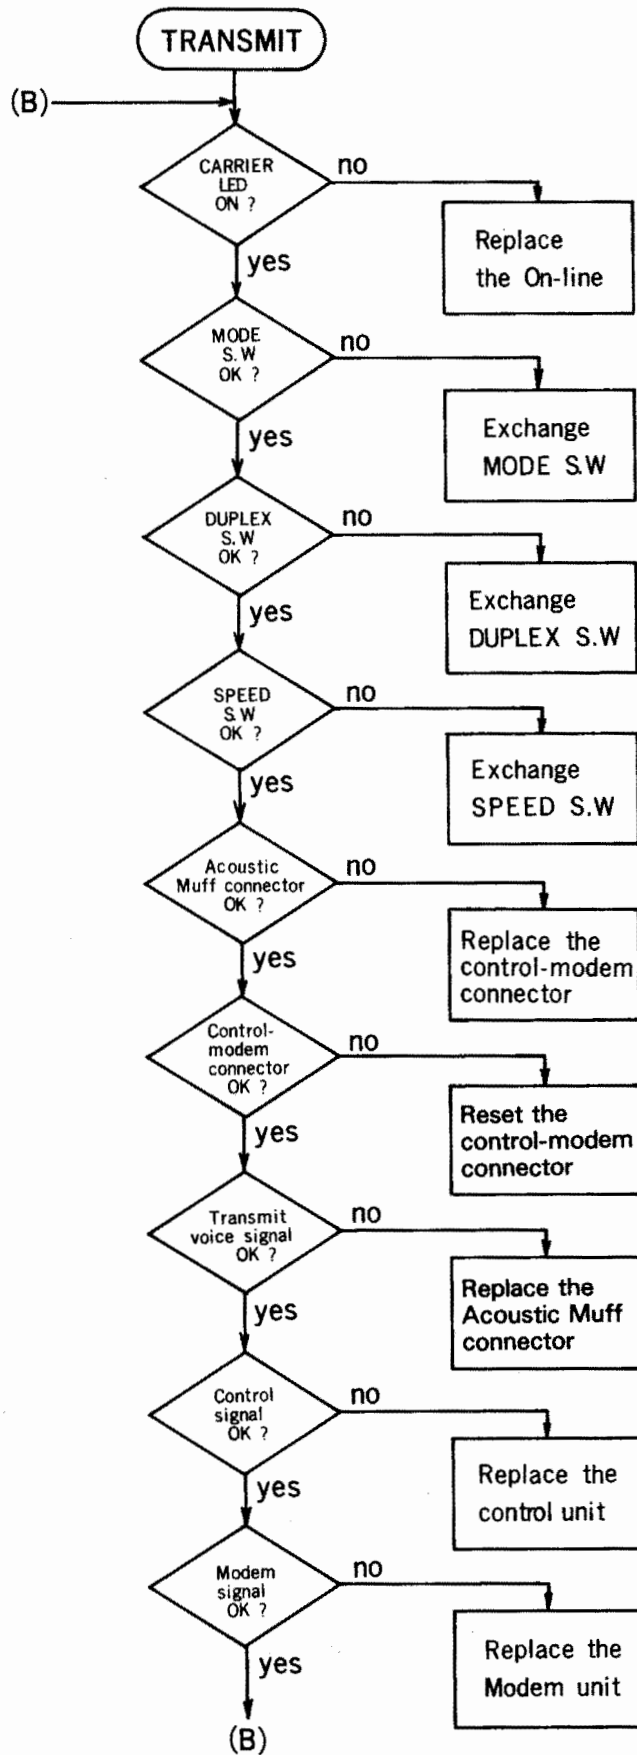 TRANSMIT
(B)
CARRIER
LED
ON ?
no
Replace
the On-line
yes
MODE
S.W
OK ?
no
Exchange
MODE S.W
yes
DUPLEX
S.W
OK ?
no
Exchange
DUPLEX S.W
yes
SPEED
S.W
OK ?
no
Exchange
SPEED S.W
yes
Acoustic
Muff connector
OK ?
no
Replace the
control-modem
connector
yes
Control-
modem
connector
OK ?
no
Reset the
control-modem
connector
yes
Transmit
voice signal
OK ?
no
Replace the
Acoustic Muff
connector
yes
Control
signal
OK ?
no
Replace the
control unit
yes
Modem
signal
OK ?
no
Replace the
Modem unit
yes
(B)